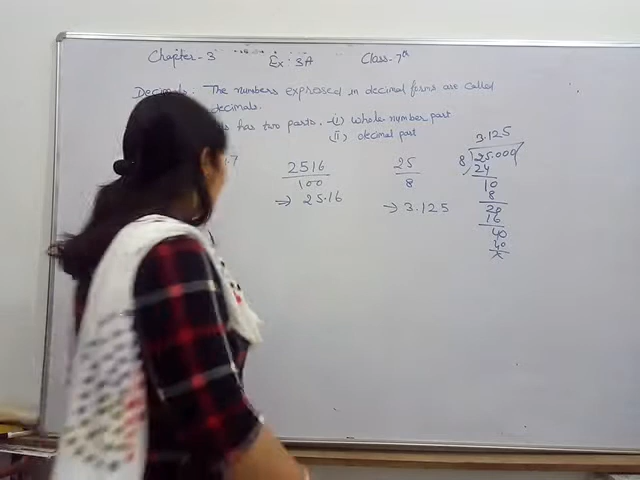 Chapter-3 Ex: 3A Class-7th
Decimals: The numbers expressed in decimal forms are called
decimals.
has two parts. -(i) whole number part
(ii) decimal part
.7
2516
100
→ 25.16
25
8
→ 3.125
3.125
8)25.000(
24
10
8
20
16
40
40
x